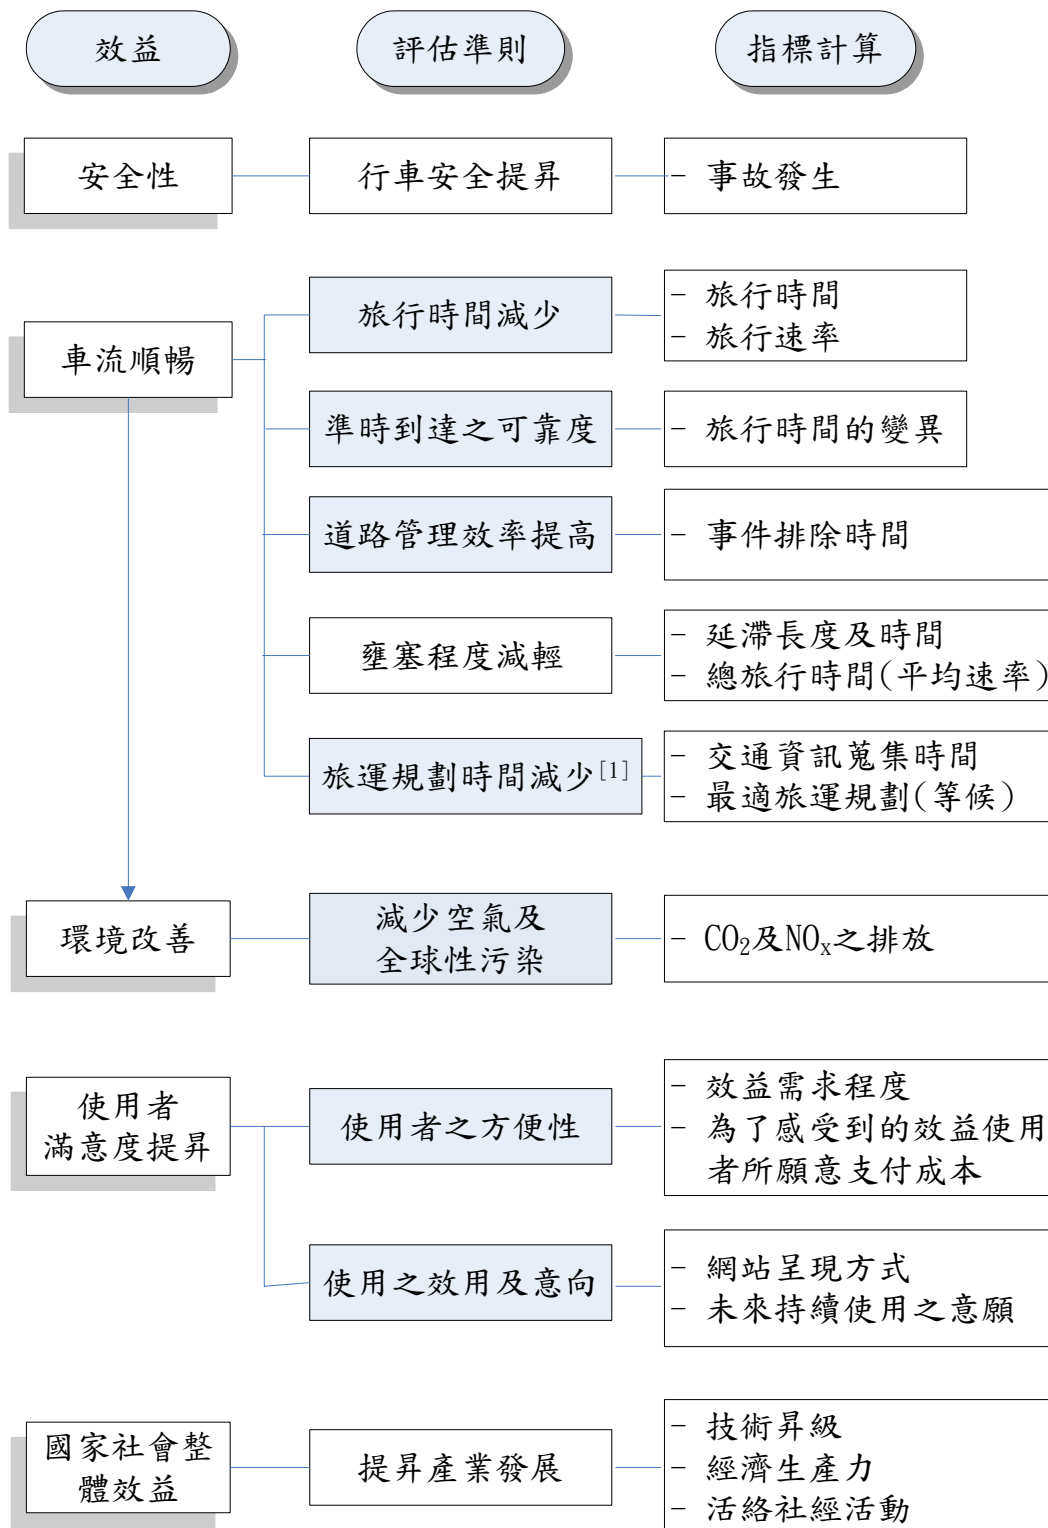 效益
評估準則
指標計算
安全性
行車安全提昇
- 事故發生
車流順暢
旅行時間減少
- 旅行時間
- 旅行速率
準時到達之可靠度
- 旅行時間的變異
道路管理效率提高
- 事件排除時間
壅塞程度減輕
- 延滯長度及時間
- 總旅行時間(平均速率)
旅運規劃時間減少[1]
- 交通資訊蒐集時間
- 最適旅運規劃(等候)
環境改善
減少空氣及
全球性污染
- CO₂及NOₓ之排放
使用者
滿意度提昇
使用者之方便性
- 效益需求程度
- 為了感受到的效益使用
者所願意支付成本
使用之效用及意向
- 網站呈現方式
- 未來持續使用之意願
國家社會整
體效益
提昇產業發展
- 技術昇級
- 經濟生產力
- 活絡社經活動